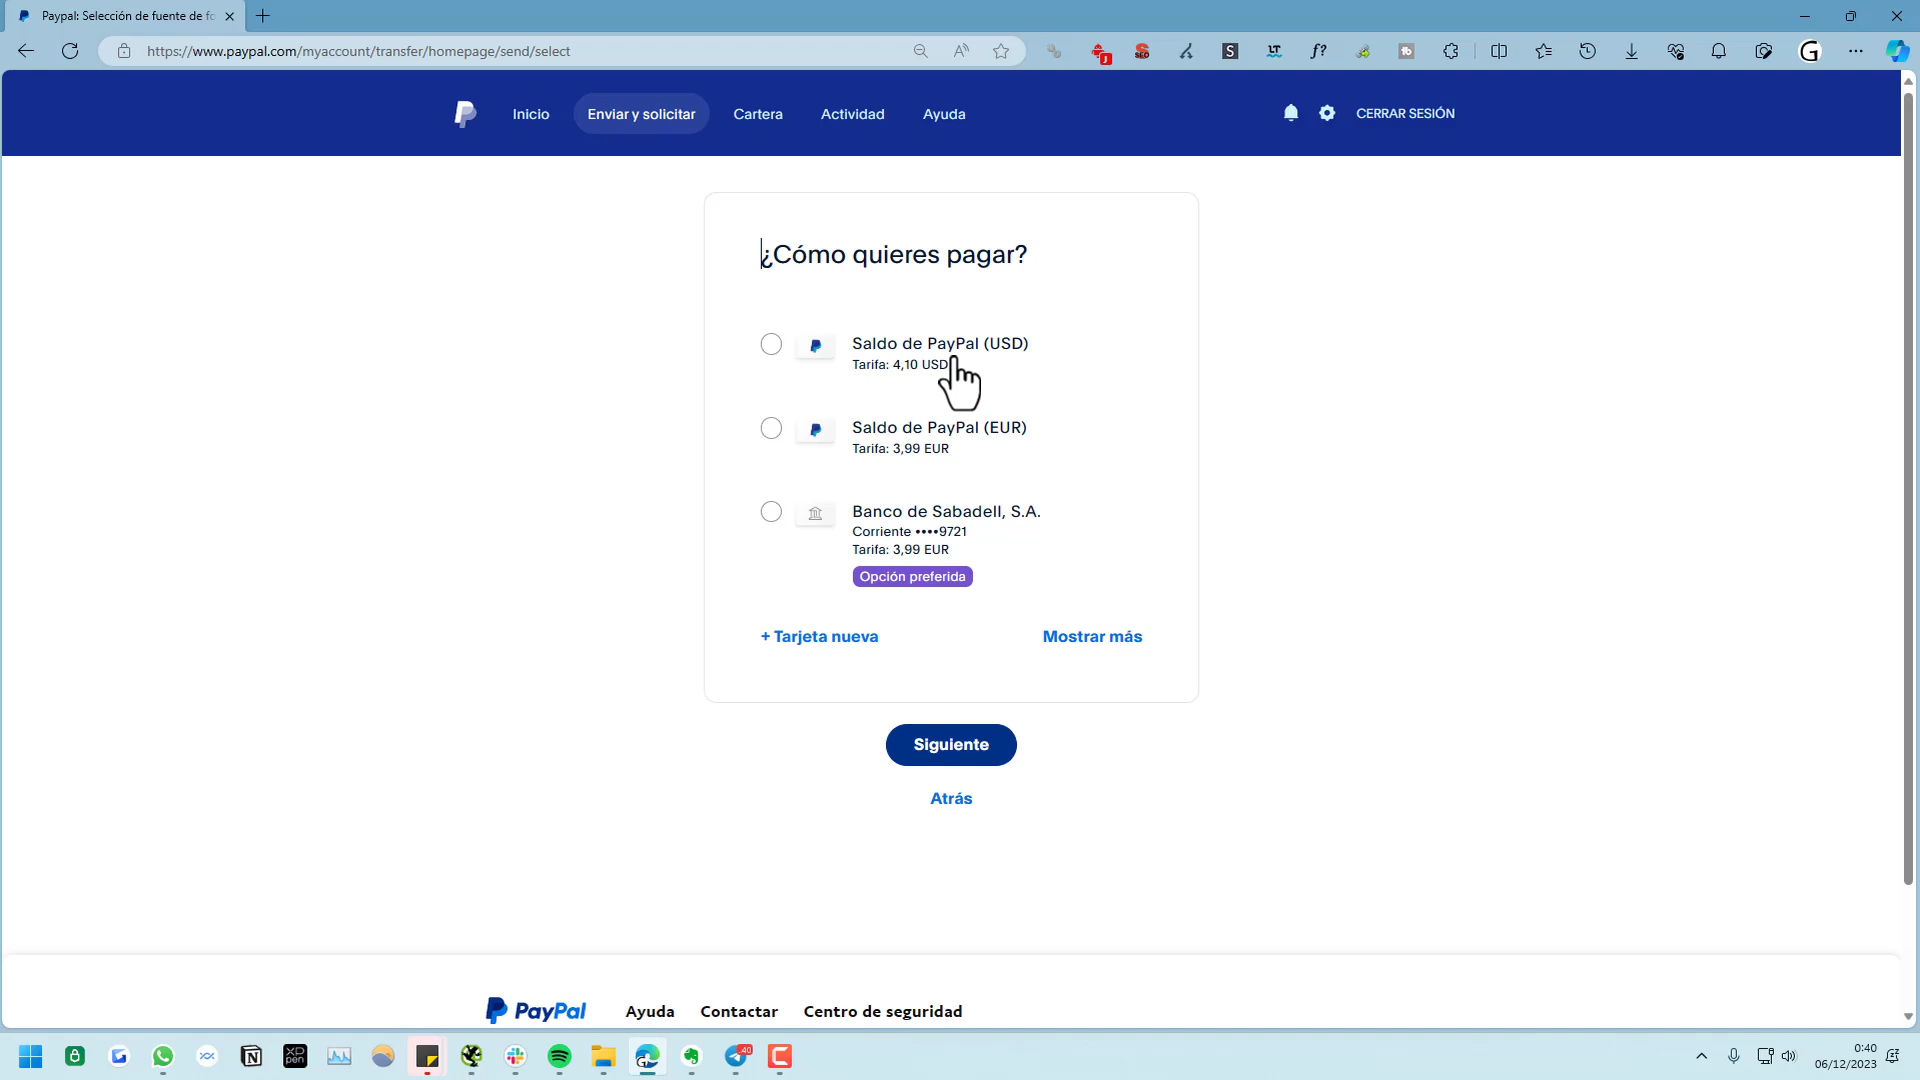 Paypal: Selección de fuente de fo
https://www.paypal.com/myaccount/transfer/homepage/send/select
Inicio
Enviar y solicitar
Cartera
Actividad
Ayuda
CERRAR SESIÓN
¿Cómo quieres pagar?
Saldo de PayPal (USD)
Tarifa: 4,10 USD
Saldo de PayPal (EUR)
Tarifa: 3,99 EUR
Banco de Sabadell, S.A.
Corriente ••••9721
Tarifa: 3,99 EUR
Opción preferida
+ Tarjeta nueva
Mostrar más
Siguiente
Atrás
PayPal
Ayuda
Contactar
Centro de seguridad
0:40
06/12/2023